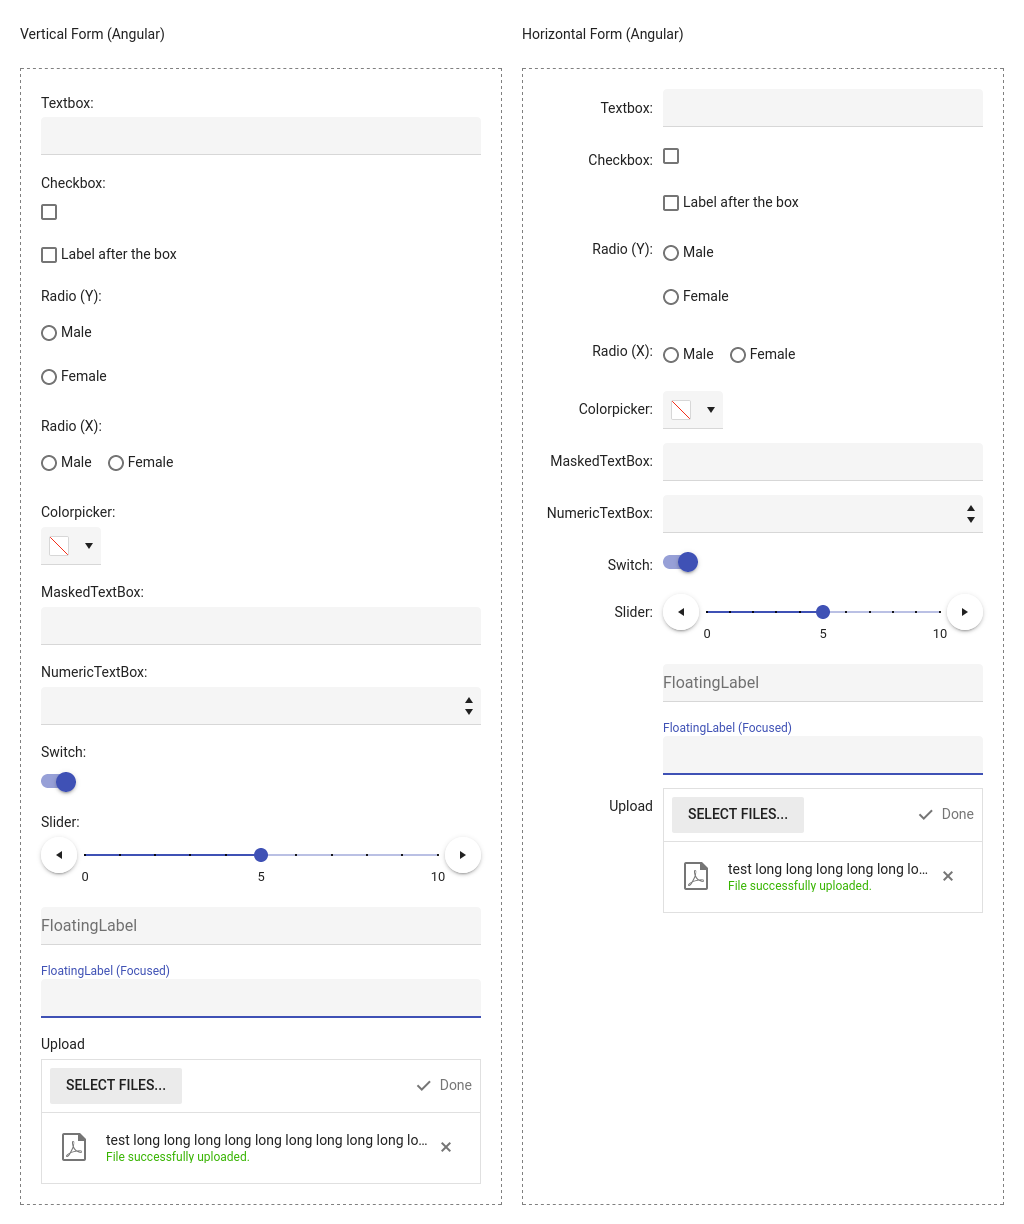 Vertical Form (Angular)
Textbox:
Checkbox:
Label after the box
Radio (Y):
Male
Female
Radio (X):
Male Female
Colorpicker:
MaskedTextBox:
NumericTextBox:
Switch:
Slider:
0 5 10
FloatingLabel
FloatingLabel (Focused)
Upload
SELECT FILES... Done
test long long long long long long long long long lo...
File successfully uploaded.
Horizontal Form (Angular)
Textbox:
Checkbox:
Label after the box
Radio (Y): Male
Female
Radio (X): Male Female
Colorpicker:
MaskedTextBox:
NumericTextBox:
Switch:
Slider:
0 5 10
FloatingLabel
FloatingLabel (Focused)
Upload SELECT FILES... Done
test long long long long long lo...
File successfully uploaded.